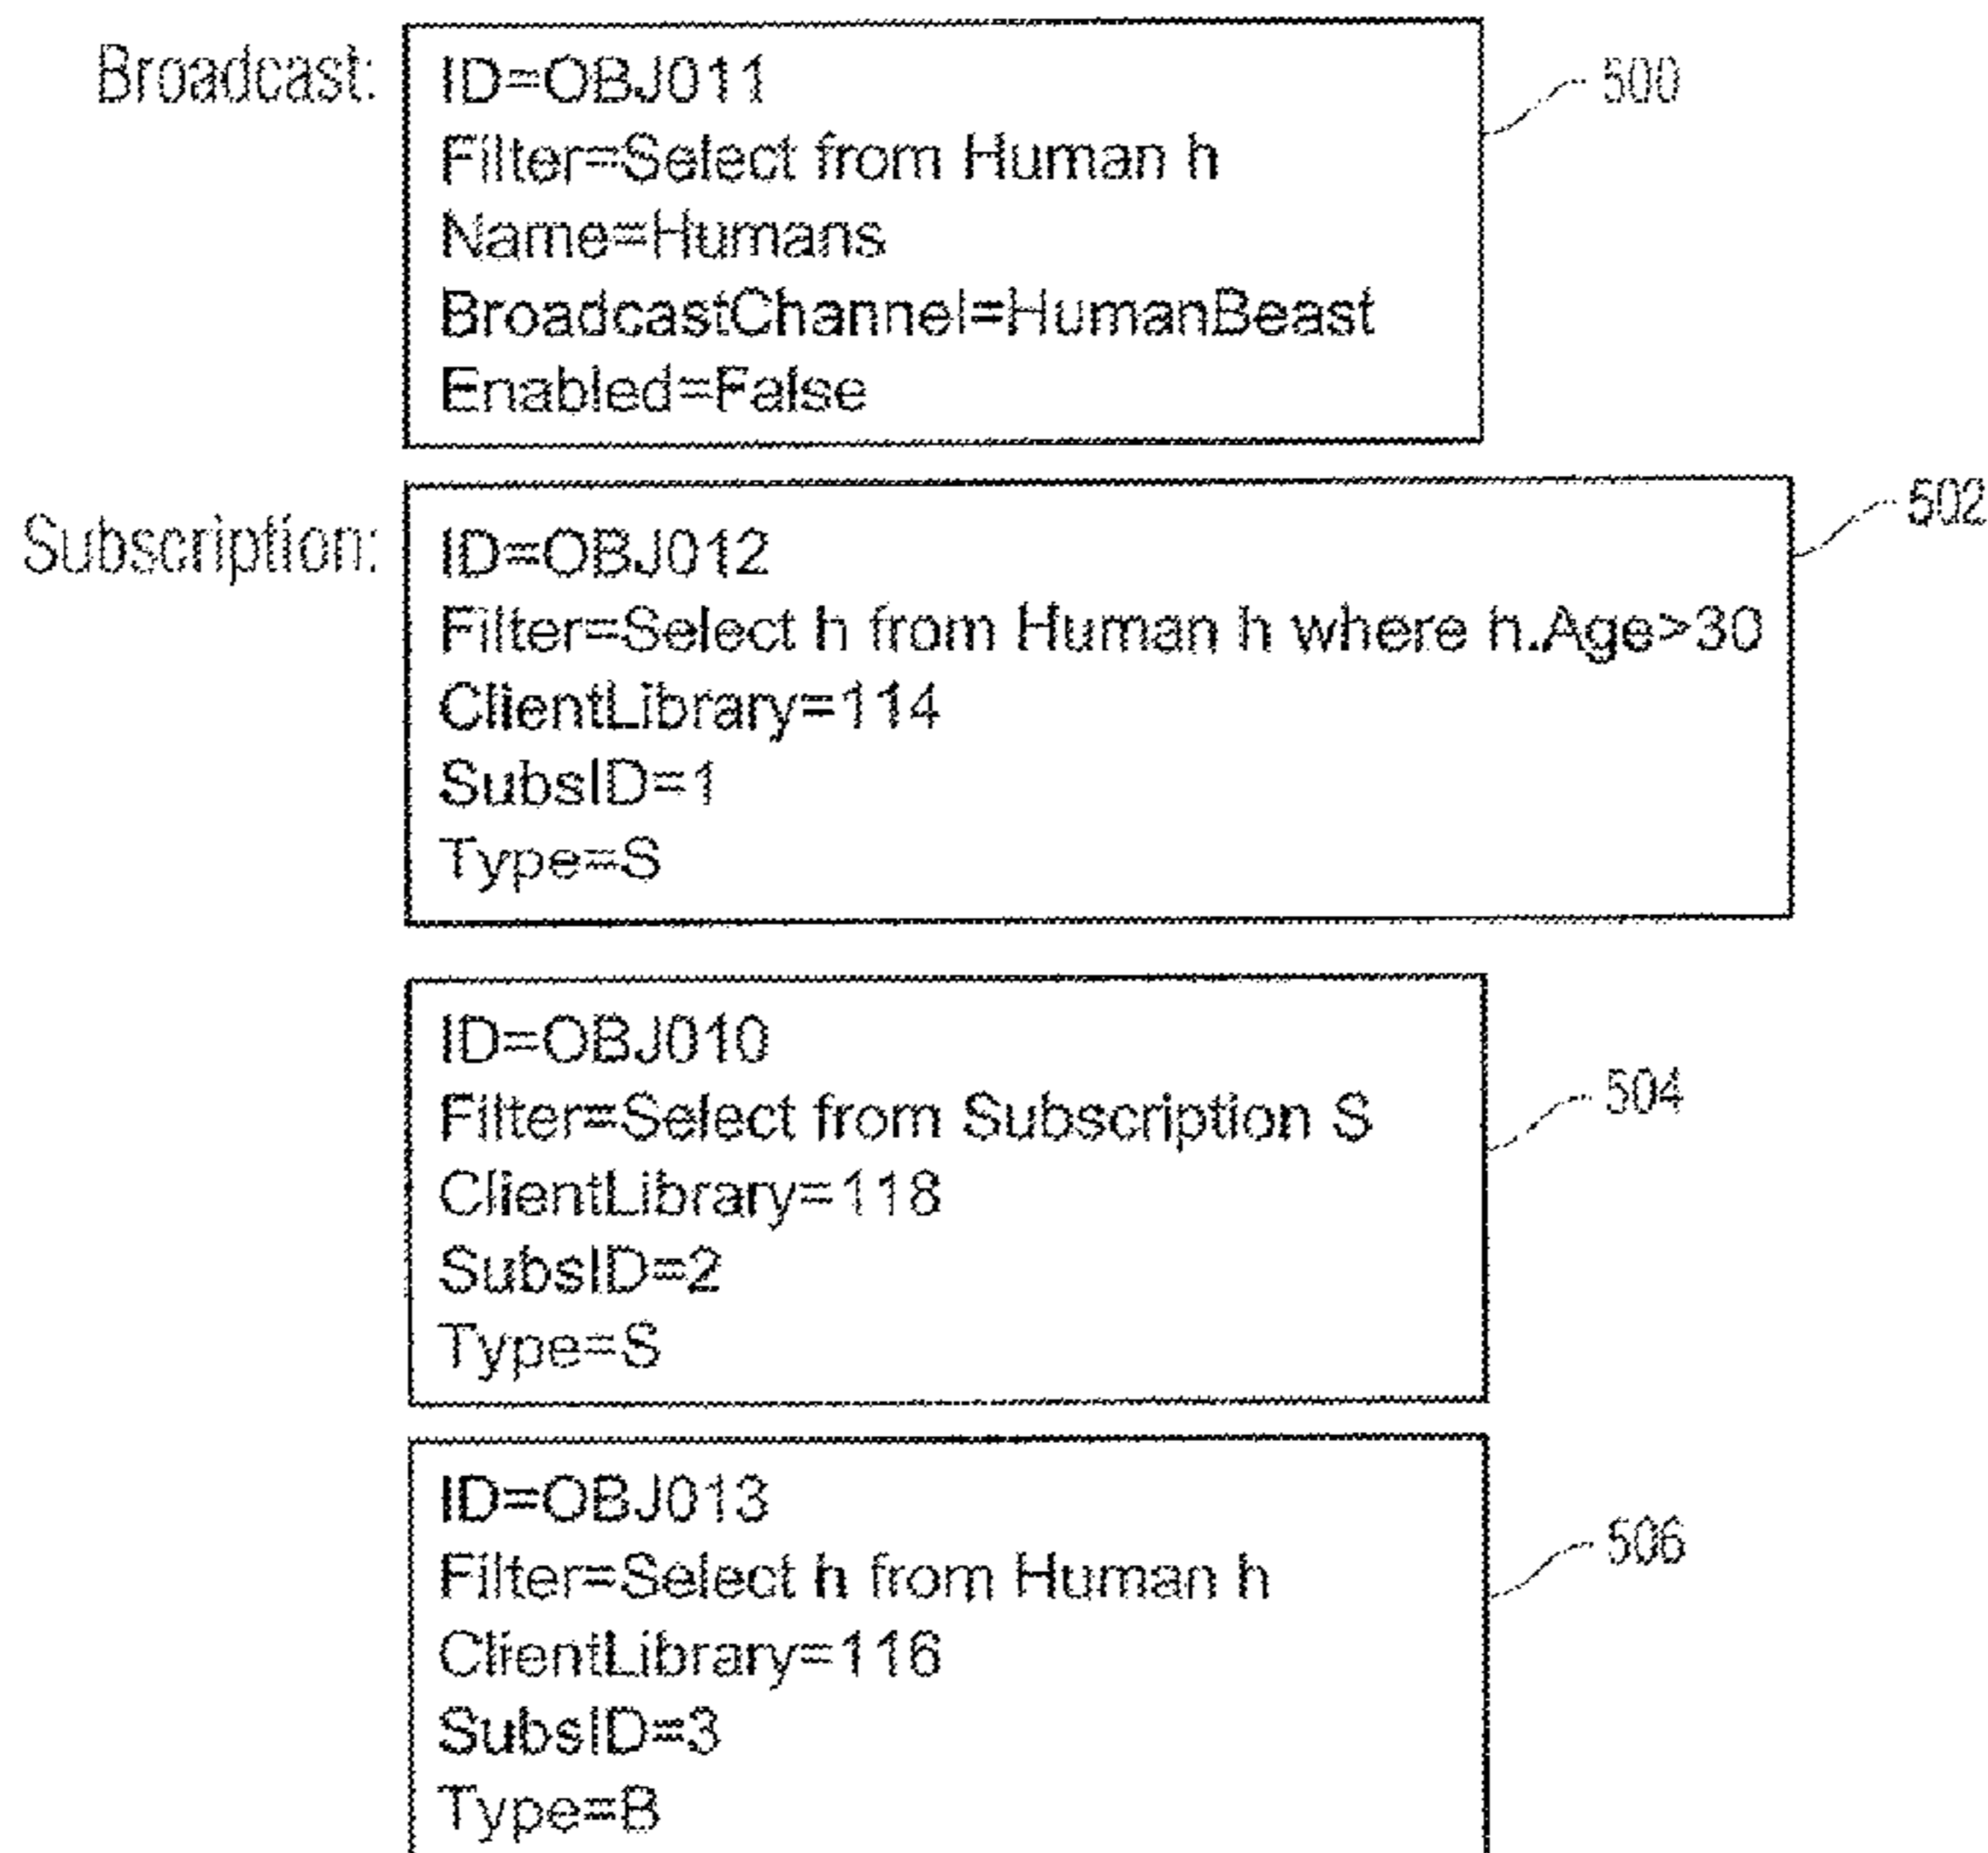 Broadcast:
ID=OBJ011
Filter=Select from Human h
Name=Humans
BroadcastChannel=HumanBeast
Enabled=False
500
Subscription:
ID=OBJ012
Filter=Select h from Human h where h.Age>30
ClientLibrary=114
SubsID=1
Type=S
502
ID=OBJ010
Filter=Select from Subscription S
ClientLibrary=118
SubsID=2
Type=S
504
ID=OBJ013
Filter=Select h from Human h
ClientLibrary=116
SubsID=3
Type=B
506